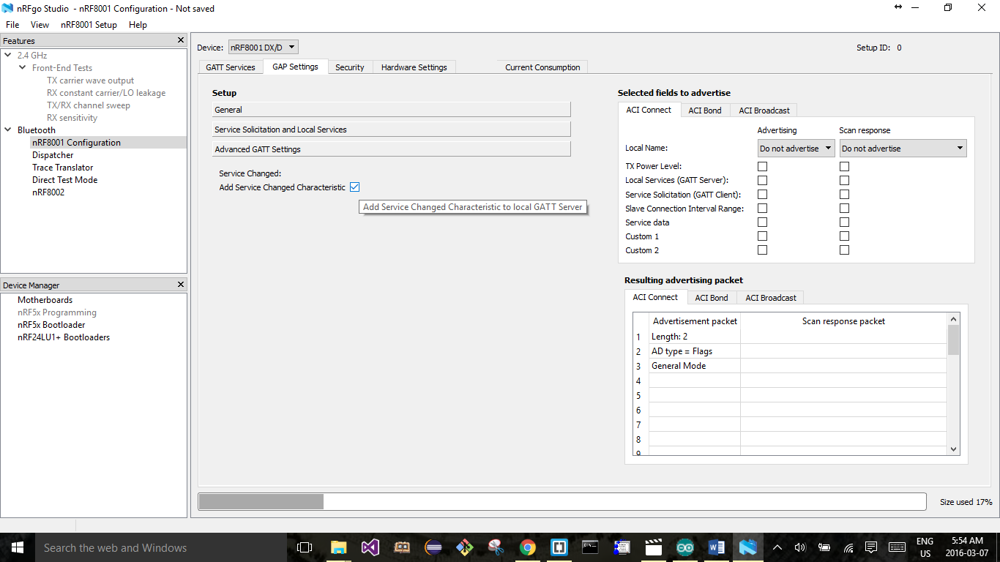 nRFgo Studio - nRF8001 Configuration - Not saved
File View nRF8001 Setup Help
Features
2.4 GHz
Front-End Tests
TX carrier wave output
RX constant carrier/LO leakage
TX/RX channel sweep
RX sensitivity
Bluetooth
nRF8001 Configuration
Dispatcher
Trace Translator
Direct Test Mode
nRF8002
Device Manager
Motherboards
nRF5x Programming
nRF5x Bootloader
nRF24LU1+ Bootloaders
Device: nRF8001 DX/D
Setup ID: 0
GATT Services GAP Settings Security Hardware Settings Current Consumption
Setup
General
Service Solicitation and Local Services
Advanced GATT Settings
Service Changed:
Add Service Changed Characteristic
Add Service Changed Characteristic to local GATT Server
Selected fields to advertise
ACI Connect ACI Bond ACI Broadcast
Advertising Scan response
Local Name: Do not advertise Do not advertise
TX Power Level:
Local Services (GATT Server):
Service Solicitation (GATT Client):
Slave Connection Interval Range:
Service data
Custom 1
Custom 2
Resulting advertising packet
ACI Connect ACI Bond ACI Broadcast
Advertisement packet Scan response packet
1 Length: 2
2 AD type = Flags
3 General Mode
4
5
6
7
8
9
Size used 17%
Search the web and Windows
ENG
US
5:54 AM
2016-03-07